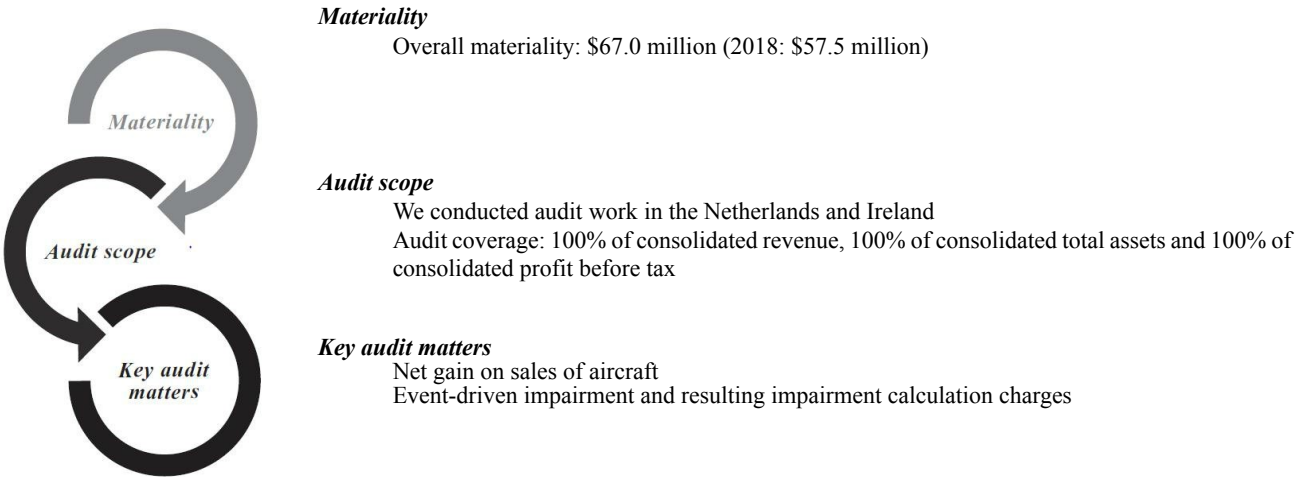 Materiality
Overall materiality: $67.0 million (2018: $57.5 million)
Materiality
Audit scope
We conducted audit work in the Netherlands and Ireland
Audit coverage: 100% of consolidated revenue, 100% of consolidated total assets and 100% of
consolidated profit before tax
Audit scope
Key audit matters
Net gain on sales of aircraft
Event-driven impairment and resulting impairment calculation charges
Key audit
matters